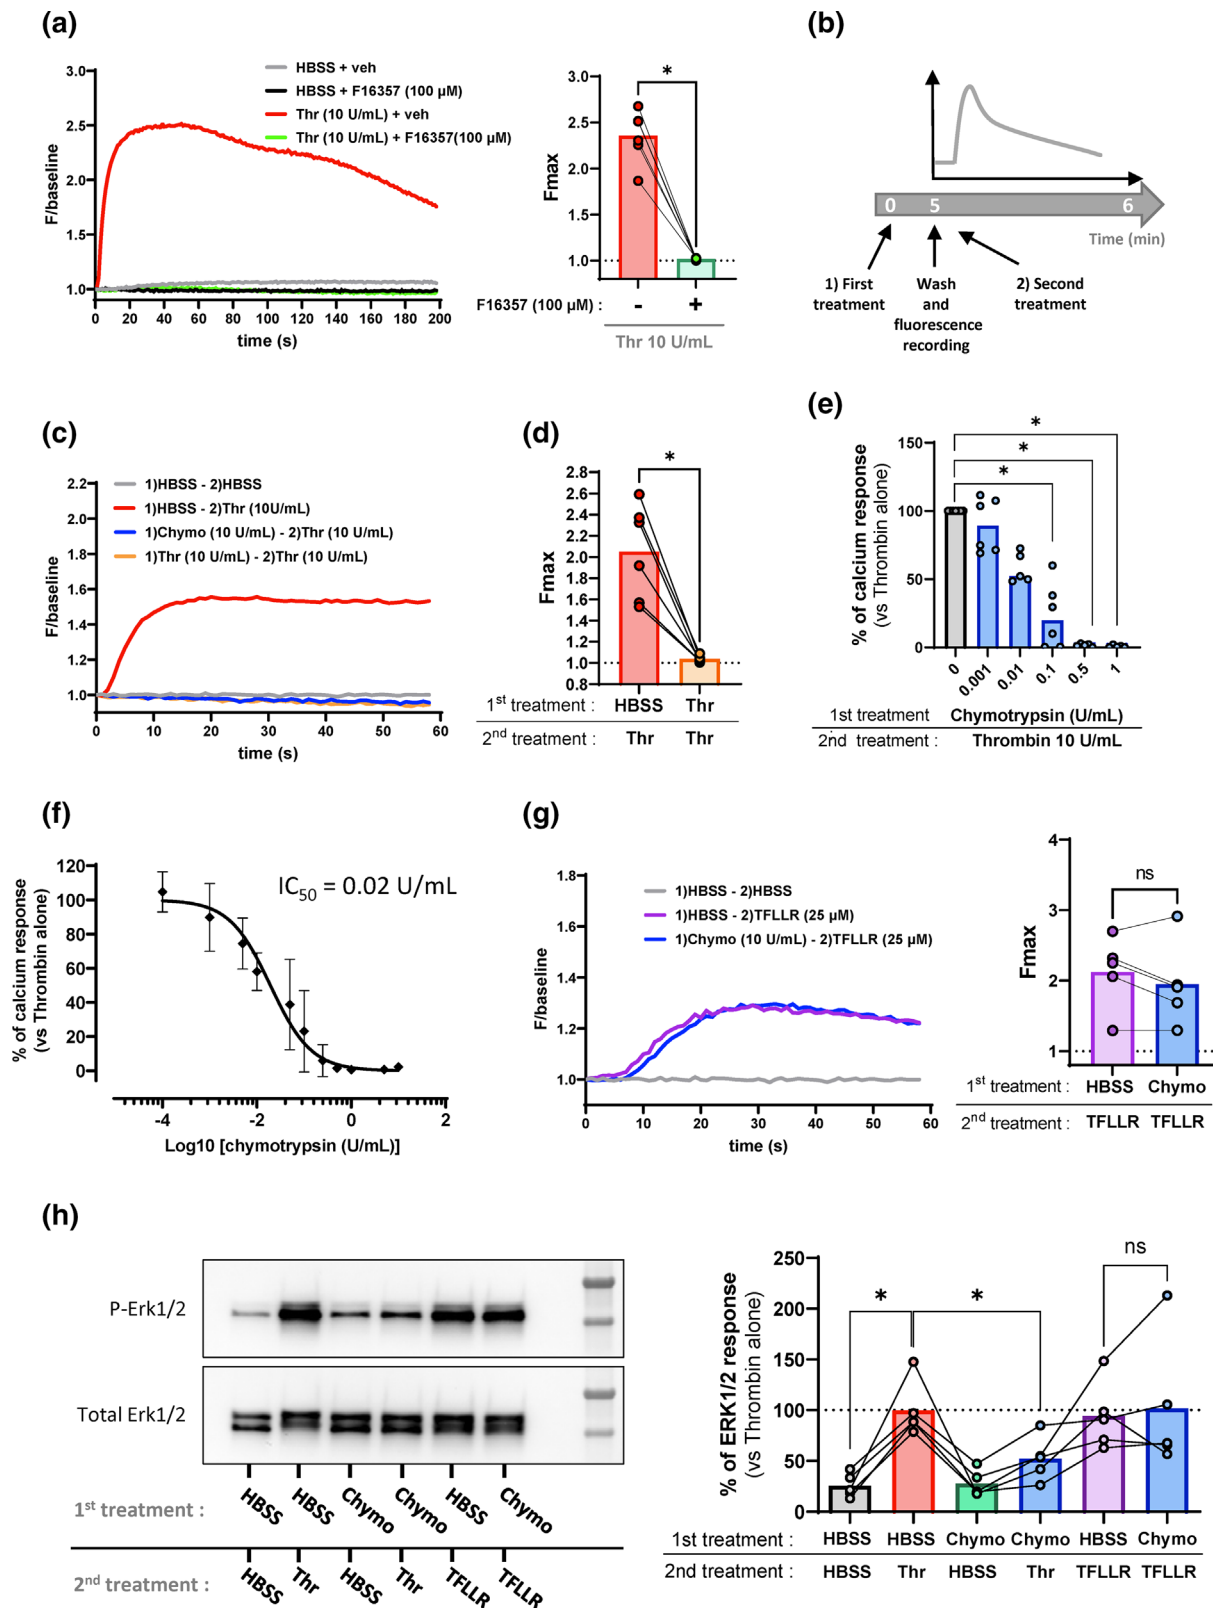 (a)
HBSS + veh
HBSS + F16357 (100 µM)
Thr (10 U/mL) + veh
Thr (10 U/mL) + F16357(100 µM)
F/baseline
3.0
2.5
2.0
1.5
1.0
0 20 40 60 80 100 120 140 160 180 200
time (s)
*
Fmax
3.0
2.5
2.0
1.5
1.0
F16357 (100 µM) : - +
Thr 10 U/mL
(b)
0 5 6
Time (min)
1) First treatment
Wash and fluorescence recording
2) Second treatment
(c)
1)HBSS - 2)HBSS
1)HBSS - 2)Thr (10U/mL)
1)Chymo (10 U/mL) - 2)Thr (10 U/mL)
1)Thr (10 U/mL) - 2)Thr (10 U/mL)
F/baseline
2.2
2.0
1.8
1.6
1.4
1.2
1.0
0 10 20 30 40 50 60
time (s)
(d)
*
Fmax
2.8
2.6
2.4
2.2
2.0
1.8
1.6
1.4
1.2
1.0
0.8
1st treatment : HBSS Thr
2nd treatment : Thr Thr
(e)
*
*
*
% of calcium response
(vs Thrombin alone)
150
100
50
0
0 0.001 0.01 0.1 0.5 1
1st treatment Chymotrypsin (U/mL)
2nd treatment : Thrombin 10 U/mL
(f)
IC50 = 0.02 U/mL
% of calcium response
(vs Thrombin alone)
120
100
80
60
40
20
0
-4 -2 0 2
Log10 [chymotrypsin (U/mL)]
(g)
1)HBSS - 2)HBSS
1)HBSS - 2)TFLLR (25 µM)
1)Chymo (10 U/mL) - 2)TFLLR (25 µM)
F/baseline
1.8
1.6
1.4
1.2
1.0
0 10 20 30 40 50 60
time (s)
ns
Fmax
4
3
2
1
1st treatment : HBSS Chymo
2nd treatment : TFLLR TFLLR
(h)
P-Erk1/2
Total Erk1/2
1st treatment : HBSS HBSS Chymo Chymo HBSS Chymo
2nd treatment : HBSS Thr HBSS Thr TFLLR TFLLR
* * ns
% of ERK1/2 response
(vs Thrombin alone)
250
200
150
100
50
0
1st treatment : HBSS HBSS Chymo Chymo HBSS Chymo
2nd treatment : HBSS Thr HBSS Thr TFLLR TFLLR